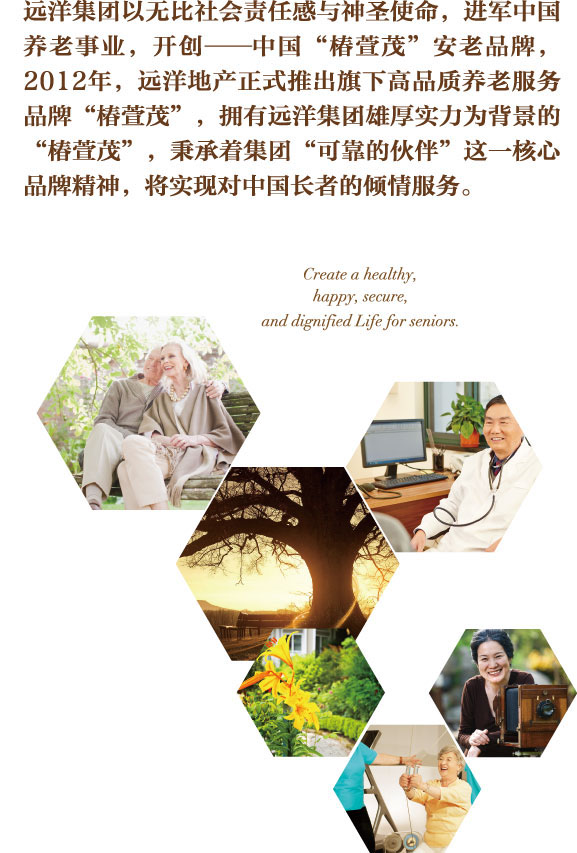 远洋集团以无比社会责任感与神圣使命，进军中国
养老事业，开创——中国“椿萱茂”安老品牌，
2012年，远洋地产正式推出旗下高品质养老服务
品牌“椿萱茂”，拥有远洋集团雄厚实力为背景的
“椿萱茂”，秉承着集团“可靠的伙伴”这一核心
品牌精神，将实现对中国长者的倾情服务。
Create a healthy,
happy, secure,
and dignified Life for seniors.